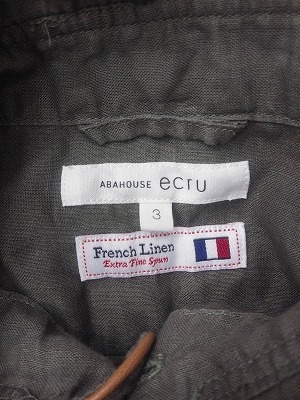 ABAHOUSE ecru
3
French Linen
Extra Fine Spun